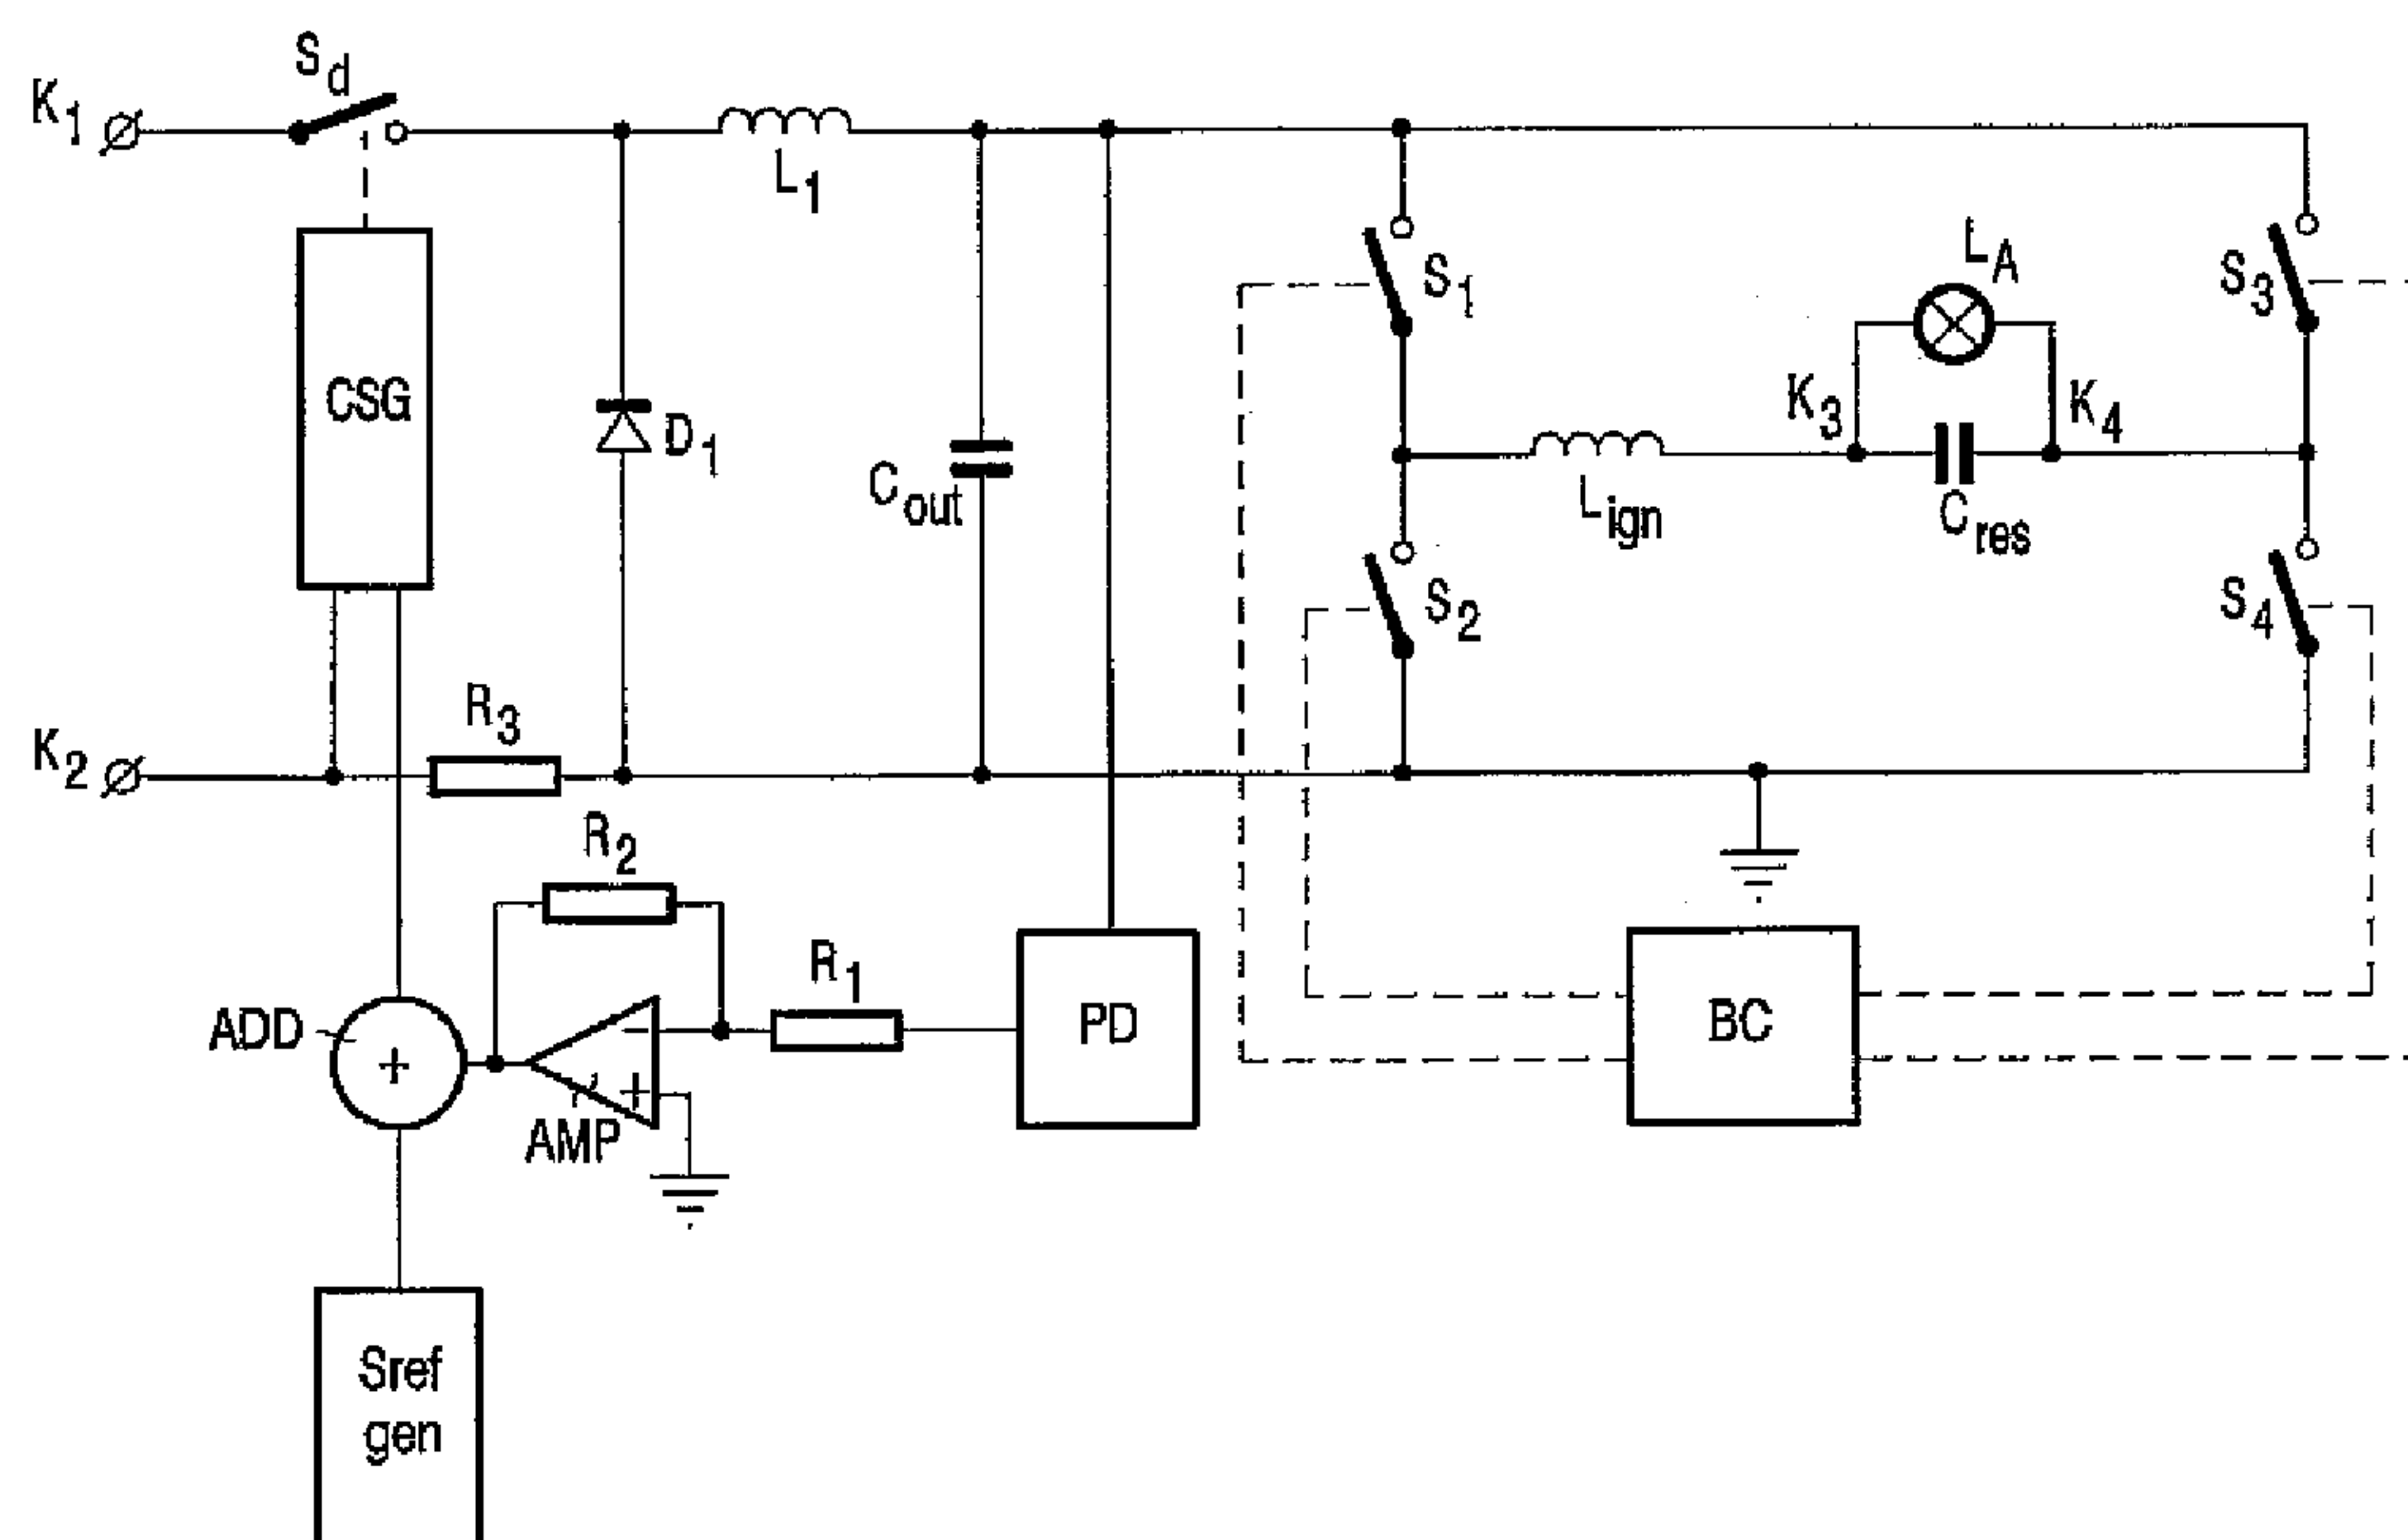 K1
Sd
L1
CSG
D1
Cout
S1
LA
S3
K3
K4
Lign
Cres
S2
S4
K2
R3
R2
R1
ADD
+
−
+
AMP
PD
BC
Sref
gen